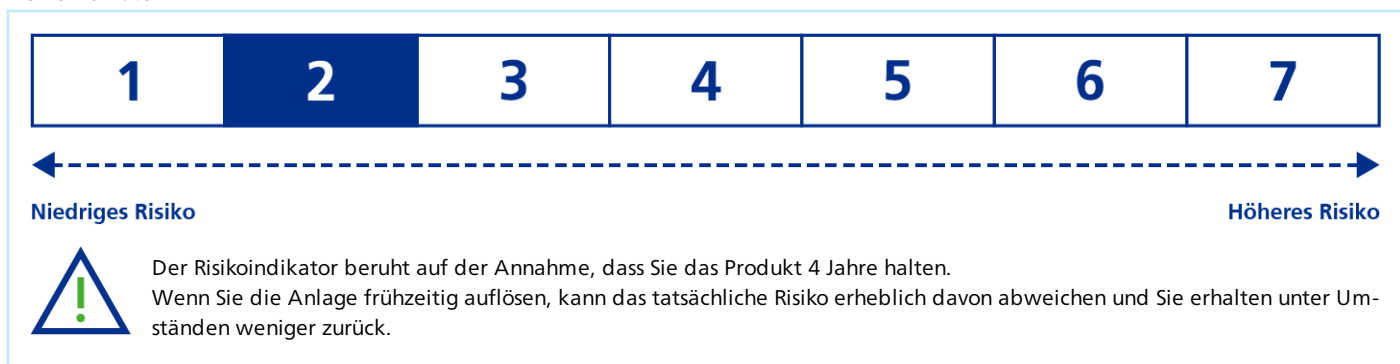 1 2 3 4 5 6 7
Niedriges Risiko Höheres Risiko
Der Risikoindikator beruht auf der Annahme, dass Sie das Produkt 4 Jahre halten.
Wenn Sie die Anlage frühzeitig auflösen, kann das tatsächliche Risiko erheblich davon abweichen und Sie erhalten unter Um-
ständen weniger zurück.